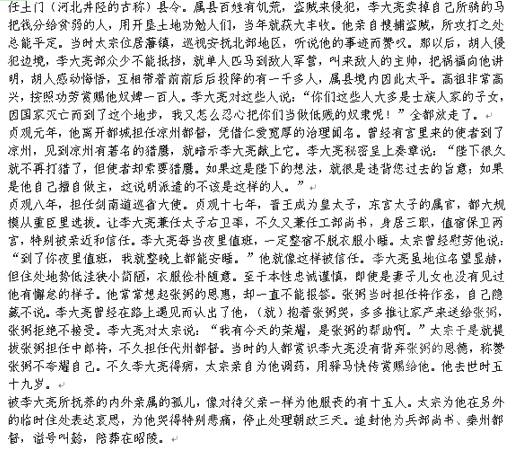 任土门（河北井陉的古称）县令。属县百姓有饥荒，盗贼来侵犯，李大亮卖掉自己所骑的马
把钱分给贫弱的人，用开垦土地劝勉人们，当年就获大丰收。他亲自搜捕盗贼，所攻打之处
总能平定。当时太宗位居藩镇，巡视安抚北部地区，听说他的事迹而赞叹。那以后，胡人侵
犯边境，李大亮部众少不能抵挡，就单人匹马到敌人军营，叫来敌人的主帅，把祸福向他讲
明，胡人感动悔悟，互相带着前前后后投降的有一千多人，属县境内因此太平。高祖非常高
兴，按照功劳赏赐他奴婢一百人。李大亮对这些人说：“你们这些人大多是士族人家的子女，
因国家灭亡而到了这个地步，我又怎么忍心把你们当做低贱的奴隶呢！”全都放走了。
贞观元年，他离开都城担任凉州都督，凭借仁爱宽厚的治理闻名。曾经有宫里来的使者到了
凉州，见到凉州有著名的猎鹰，就暗示李大亮献上它。李大亮秘密呈上奏章说：“陛下很久
就不再打猎了，但使者却索要猎鹰。如果这是陛下的想法，就很是违背您过去的旨意；如果
是他自己擅自做主，这说明派遣的不该是这样的人。”
贞观八年，担任剑南道巡省大使。贞观十七年，晋王成为皇太子，东宫太子的属官，都大规
模从重臣里选拔。让李大亮兼任太子右卫率，不久又兼任工部尚书，身居三职，值宿保卫两
宫，特别被亲近和信任。李大亮每当夜里值班，一定整宿不脱衣服小睡。太宗曾经慰劳他说：
“到了你夜里值班，我就整晚上都能安睡。”他就像这样被信任。李大亮虽地位名望显赫，
但住处地势低洼狭小简陋，衣服俭朴随意。至于本性忠诚谨慎，即使是妻子儿女也没有见过
他有懈怠的样子。他常常想起张弼的恩惠，却一直不能报答。张弼当时担任将作丞，自己隐
藏不说。李大亮曾经在路上遇见而认出了他，（就）抱着张弼哭，多多推让家产来送给张弼，
张弼拒绝不接受。李大亮对太宗说：“我有今天的荣耀，是张弼的帮助啊。”太宗于是就提
拔张弼担任中郎将，不久担任代州都督。当时的人都赏识李大亮没有背弃张弼的恩德，称赞
张弼不夸耀自己。不久李大亮得病，太宗亲自为他调药，用驿马快传赏赐给他。他去世时五
十九岁。
被李大亮所抚养的内外亲属的孤儿，像对待父亲一样为他服丧的有十五人。太宗为他在另外
的临时住处表达哀思，为他哭得特别悲痛，停止处理朝政三天。追封他为兵部尚书、秦州都
督，谥号叫懿，陪葬在昭陵。